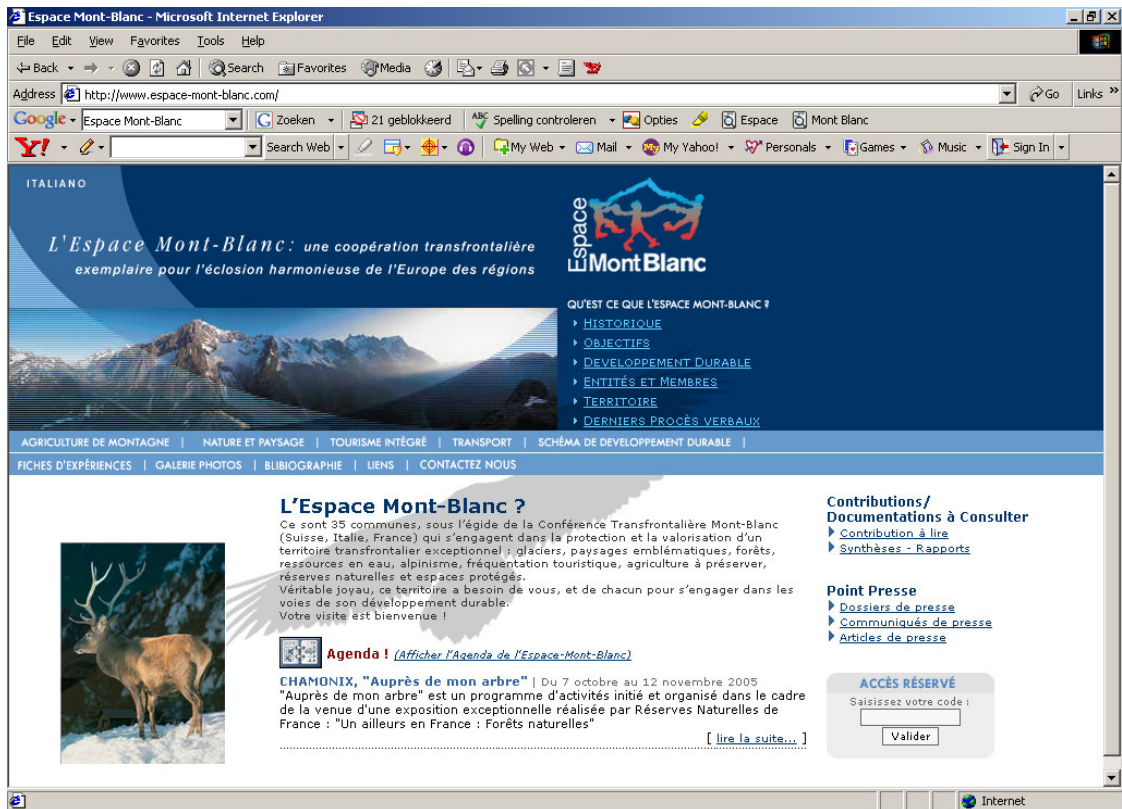 Espace Mont-Blanc - Microsoft Internet Explorer
File Edit View Favorites Tools Help
Back Search Favorites Media
Address http://www.espace-mont-blanc.com/ Go Links »
Google Espace Mont-Blanc G Zoeken 21 geblokkeerd ABC Spelling controleren Opties Espace Mont Blanc
Y! Search Web My Web Mail My Yahoo! Personals Games Music Sign In
ITALIANO
L'Espace Mont-Blanc: une coopération transfrontalière
exemplaire pour l'éclosion harmonieuse de l'Europe des régions
Espace
MontBlanc
QU'EST CE QUE L'ESPACE MONT-BLANC ?
HISTORIQUE
OBJECTIFS
DEVELOPPEMENT DURABLE
ENTITÉS ET MEMBRES
TERRITOIRE
DERNIERS PROCÈS VERBAUX
AGRICULTURE DE MONTAGNE | NATURE ET PAYSAGE | TOURISME INTÉGRÉ | TRANSPORT | SCHÉMA DE DEVELOPPEMENT DURABLE |
FICHES D'EXPÉRIENCES | GALERIE PHOTOS | BLIBIOGRAPHIE | LIENS | CONTACTEZ NOUS
L'Espace Mont-Blanc ?
Ce sont 35 communes, sous l'égide de la Conférence Transfrontalière Mont-Blanc
(Suisse, Italie, France) qui s'engagent dans la protection et la valorisation d'un
territoire transfrontalier exceptionnel : glaciers, paysages emblématiques, forêts,
ressources en eau, alpinisme, fréquentation touristique, agriculture à préserver,
réserves naturelles et espaces protégés.
Véritable joyau, ce territoire a besoin de vous, et de chacun pour s'engager dans les
voies de son développement durable.
Votre visite est bienvenue !
Agenda ! (Afficher l'Agenda de l'Espace-Mont-Blanc)
CHAMONIX, "Auprès de mon arbre" | Du 7 octobre au 12 novembre 2005
"Auprès de mon arbre" est un programme d'activités initié et organisé dans le cadre
de la venue d'une exposition exceptionnelle réalisée par Réserves Naturelles de
France : "Un ailleurs en France : Forêts naturelles"
[ lire la suite... ]
Contributions/
Documentations à Consulter
Contribution à lire
Synthèses - Rapports
Point Presse
Dossiers de presse
Communiqués de presse
Articles de presse
ACCÈS RÉSERVÉ
Saisissez votre code :
Valider
Internet